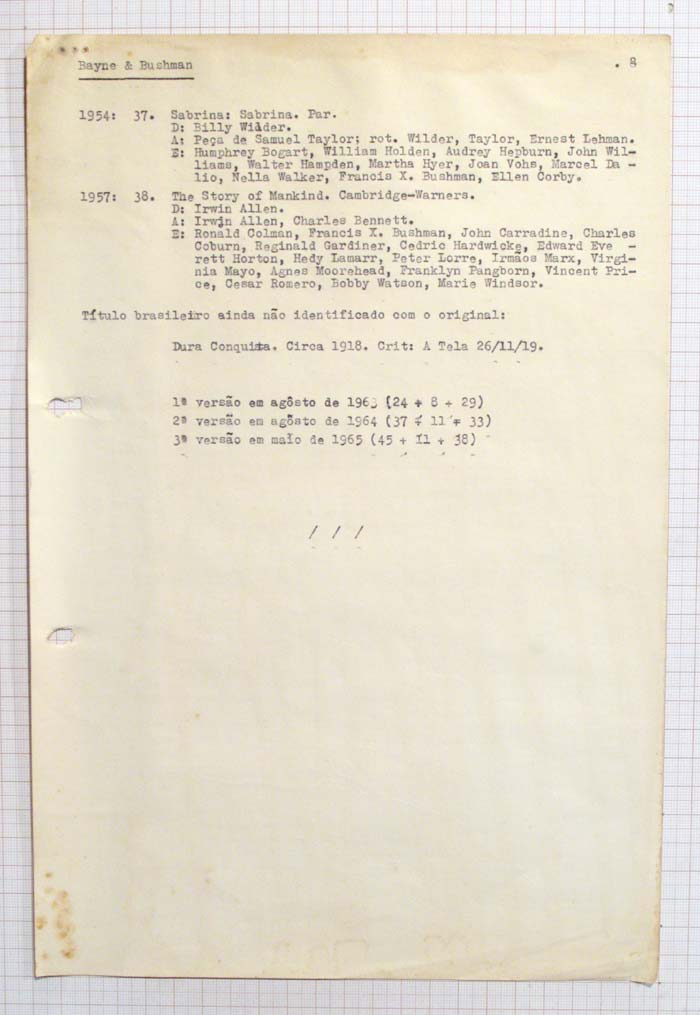 Bayne & Bushman . 8
1954: 37. Sabrina: Sabrina. Par.
D: Billy Wilder.
A: Peça de Samuel Taylor; rot. Wilder, Taylor, Ernest Lehman.
E: Humphrey Bogart, William Holden, Audrey Hepburn, John Wil-
liams, Walter Hampden, Martha Hyer, Joan Vohs, Marcel Da -
lio, Nella Walker, Francis X. Bushman, Ellen Corby.
1957: 38. The Story of Mankind. Cambridge-Warners.
D: Irwin Allen.
A: Irwin Allen, Charles Bennett.
E: Ronald Colman, Francis X. Bushman, John Carradine, Charles
Coburn, Reginald Gardiner, Cedric Hardwicke, Edward Eve -
rett Horton, Hedy Lamarr, Peter Lorre, Irmãos Marx, Virgi-
nia Mayo, Agnes Moorehead, Franklyn Pangborn, Vincent Pri-
ce, Cesar Romero, Bobby Watson, Marie Windsor.
Título brasileiro ainda não identificado com o original:
Dura Conquista. Circa 1918. Crit: A Tela 26/11/19.
1ª versão em agôsto de 1963 (24 + 8 + 29)
2ª versão em agôsto de 1964 (37 + 11 + 33)
3ª versão em maio de 1965 (45 + 11 + 38)
/ / /